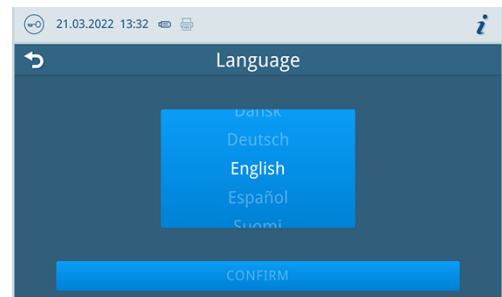 21.03.2022 13:32
Language
Dansk
Deutsch
English
Español
Suomi
CONFIRM